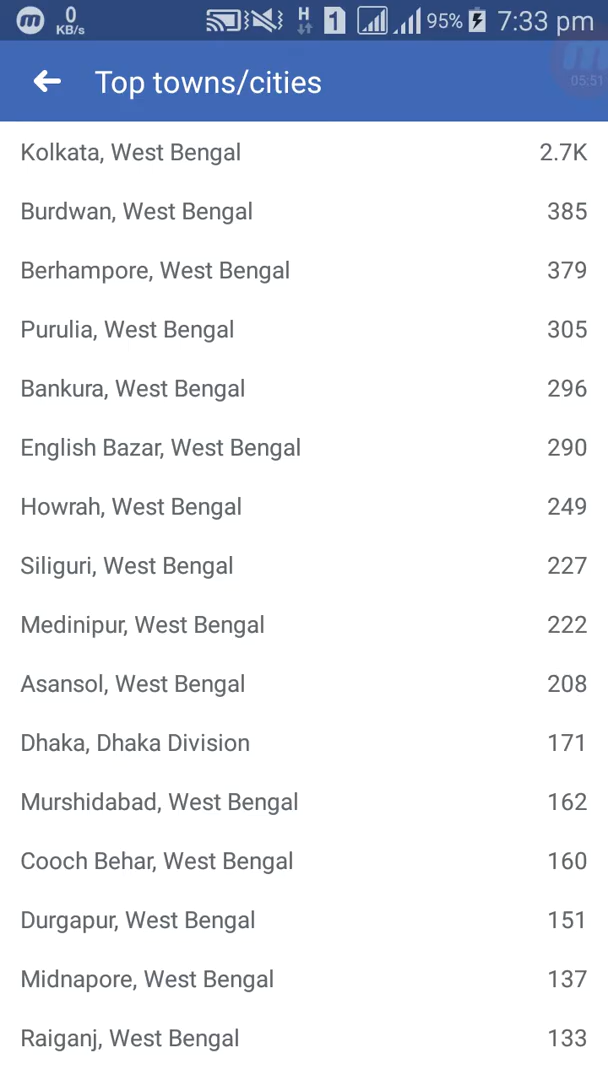 0
KB/s
H
1
95%
7:33 pm
Top towns/cities
05:51
Kolkata, West Bengal 2.7K
Burdwan, West Bengal 385
Berhampore, West Bengal 379
Purulia, West Bengal 305
Bankura, West Bengal 296
English Bazar, West Bengal 290
Howrah, West Bengal 249
Siliguri, West Bengal 227
Medinipur, West Bengal 222
Asansol, West Bengal 208
Dhaka, Dhaka Division 171
Murshidabad, West Bengal 162
Cooch Behar, West Bengal 160
Durgapur, West Bengal 151
Midnapore, West Bengal 137
Raiganj, West Bengal 133